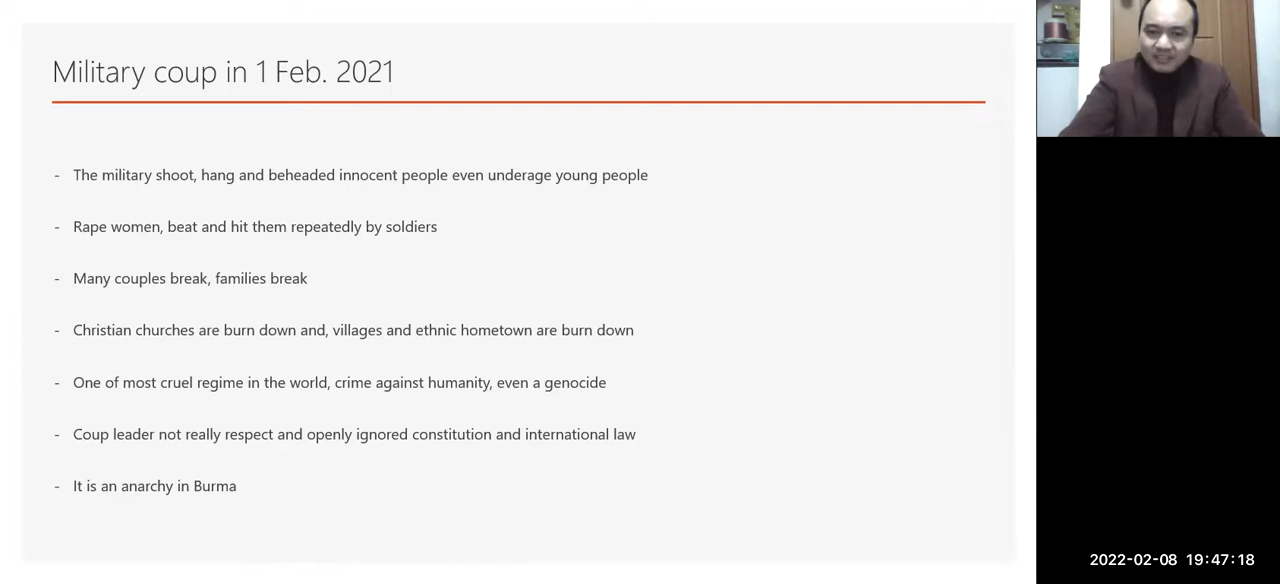 Military coup in 1 Feb. 2021
- The military shoot, hang and beheaded innocent people even underage young people
- Rape women, beat and hit them repeatedly by soldiers
- Many couples break, families break
- Christian churches are burn down and, villages and ethnic hometown are burn down
- One of most cruel regime in the world, crime against humanity, even a genocide
- Coup leader not really respect and openly ignored constitution and international law
- It is an anarchy in Burma
2022-02-08 19:47:18